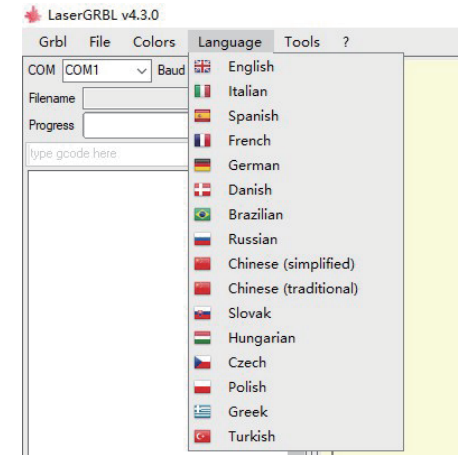 LaserGRBL v4.3.0
Grbl File Colors Language Tools ?
COM COM1 Baud
Filename
Progress
type gcode here
English
Italian
Spanish
French
German
Danish
Brazilian
Russian
Chinese (simplified)
Chinese (traditional)
Slovak
Hungarian
Czech
Polish
Greek
Turkish